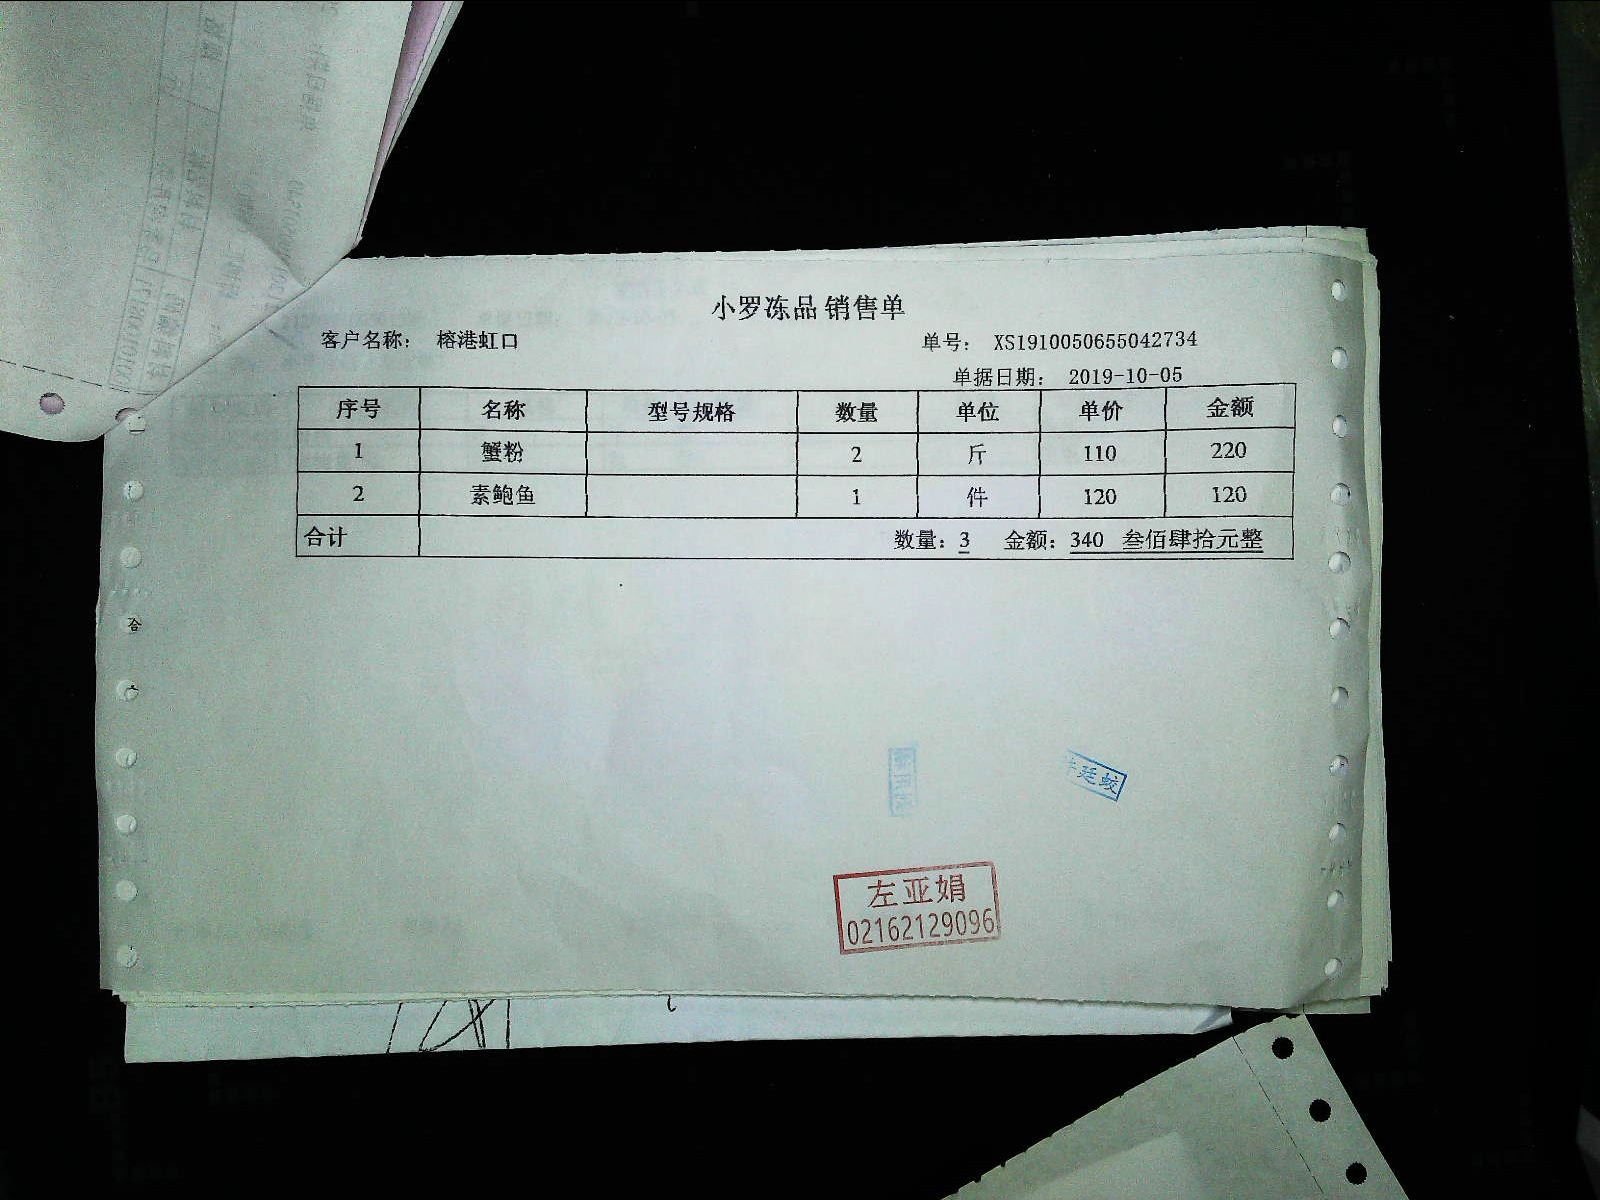 小罗冻品 销售单
客户名称： 榕港虹口 单号： XS1910050655042734
单据日期： 2019-10-05
序号 名称 型号规格 数量 单位 单价 金额
1 蟹粉 2 斤 110 220
2 素鲍鱼 1 件 120 120
合计 数量：3 金额：340 叁佰肆拾元整
廷蛟
左亚娟
02162129096